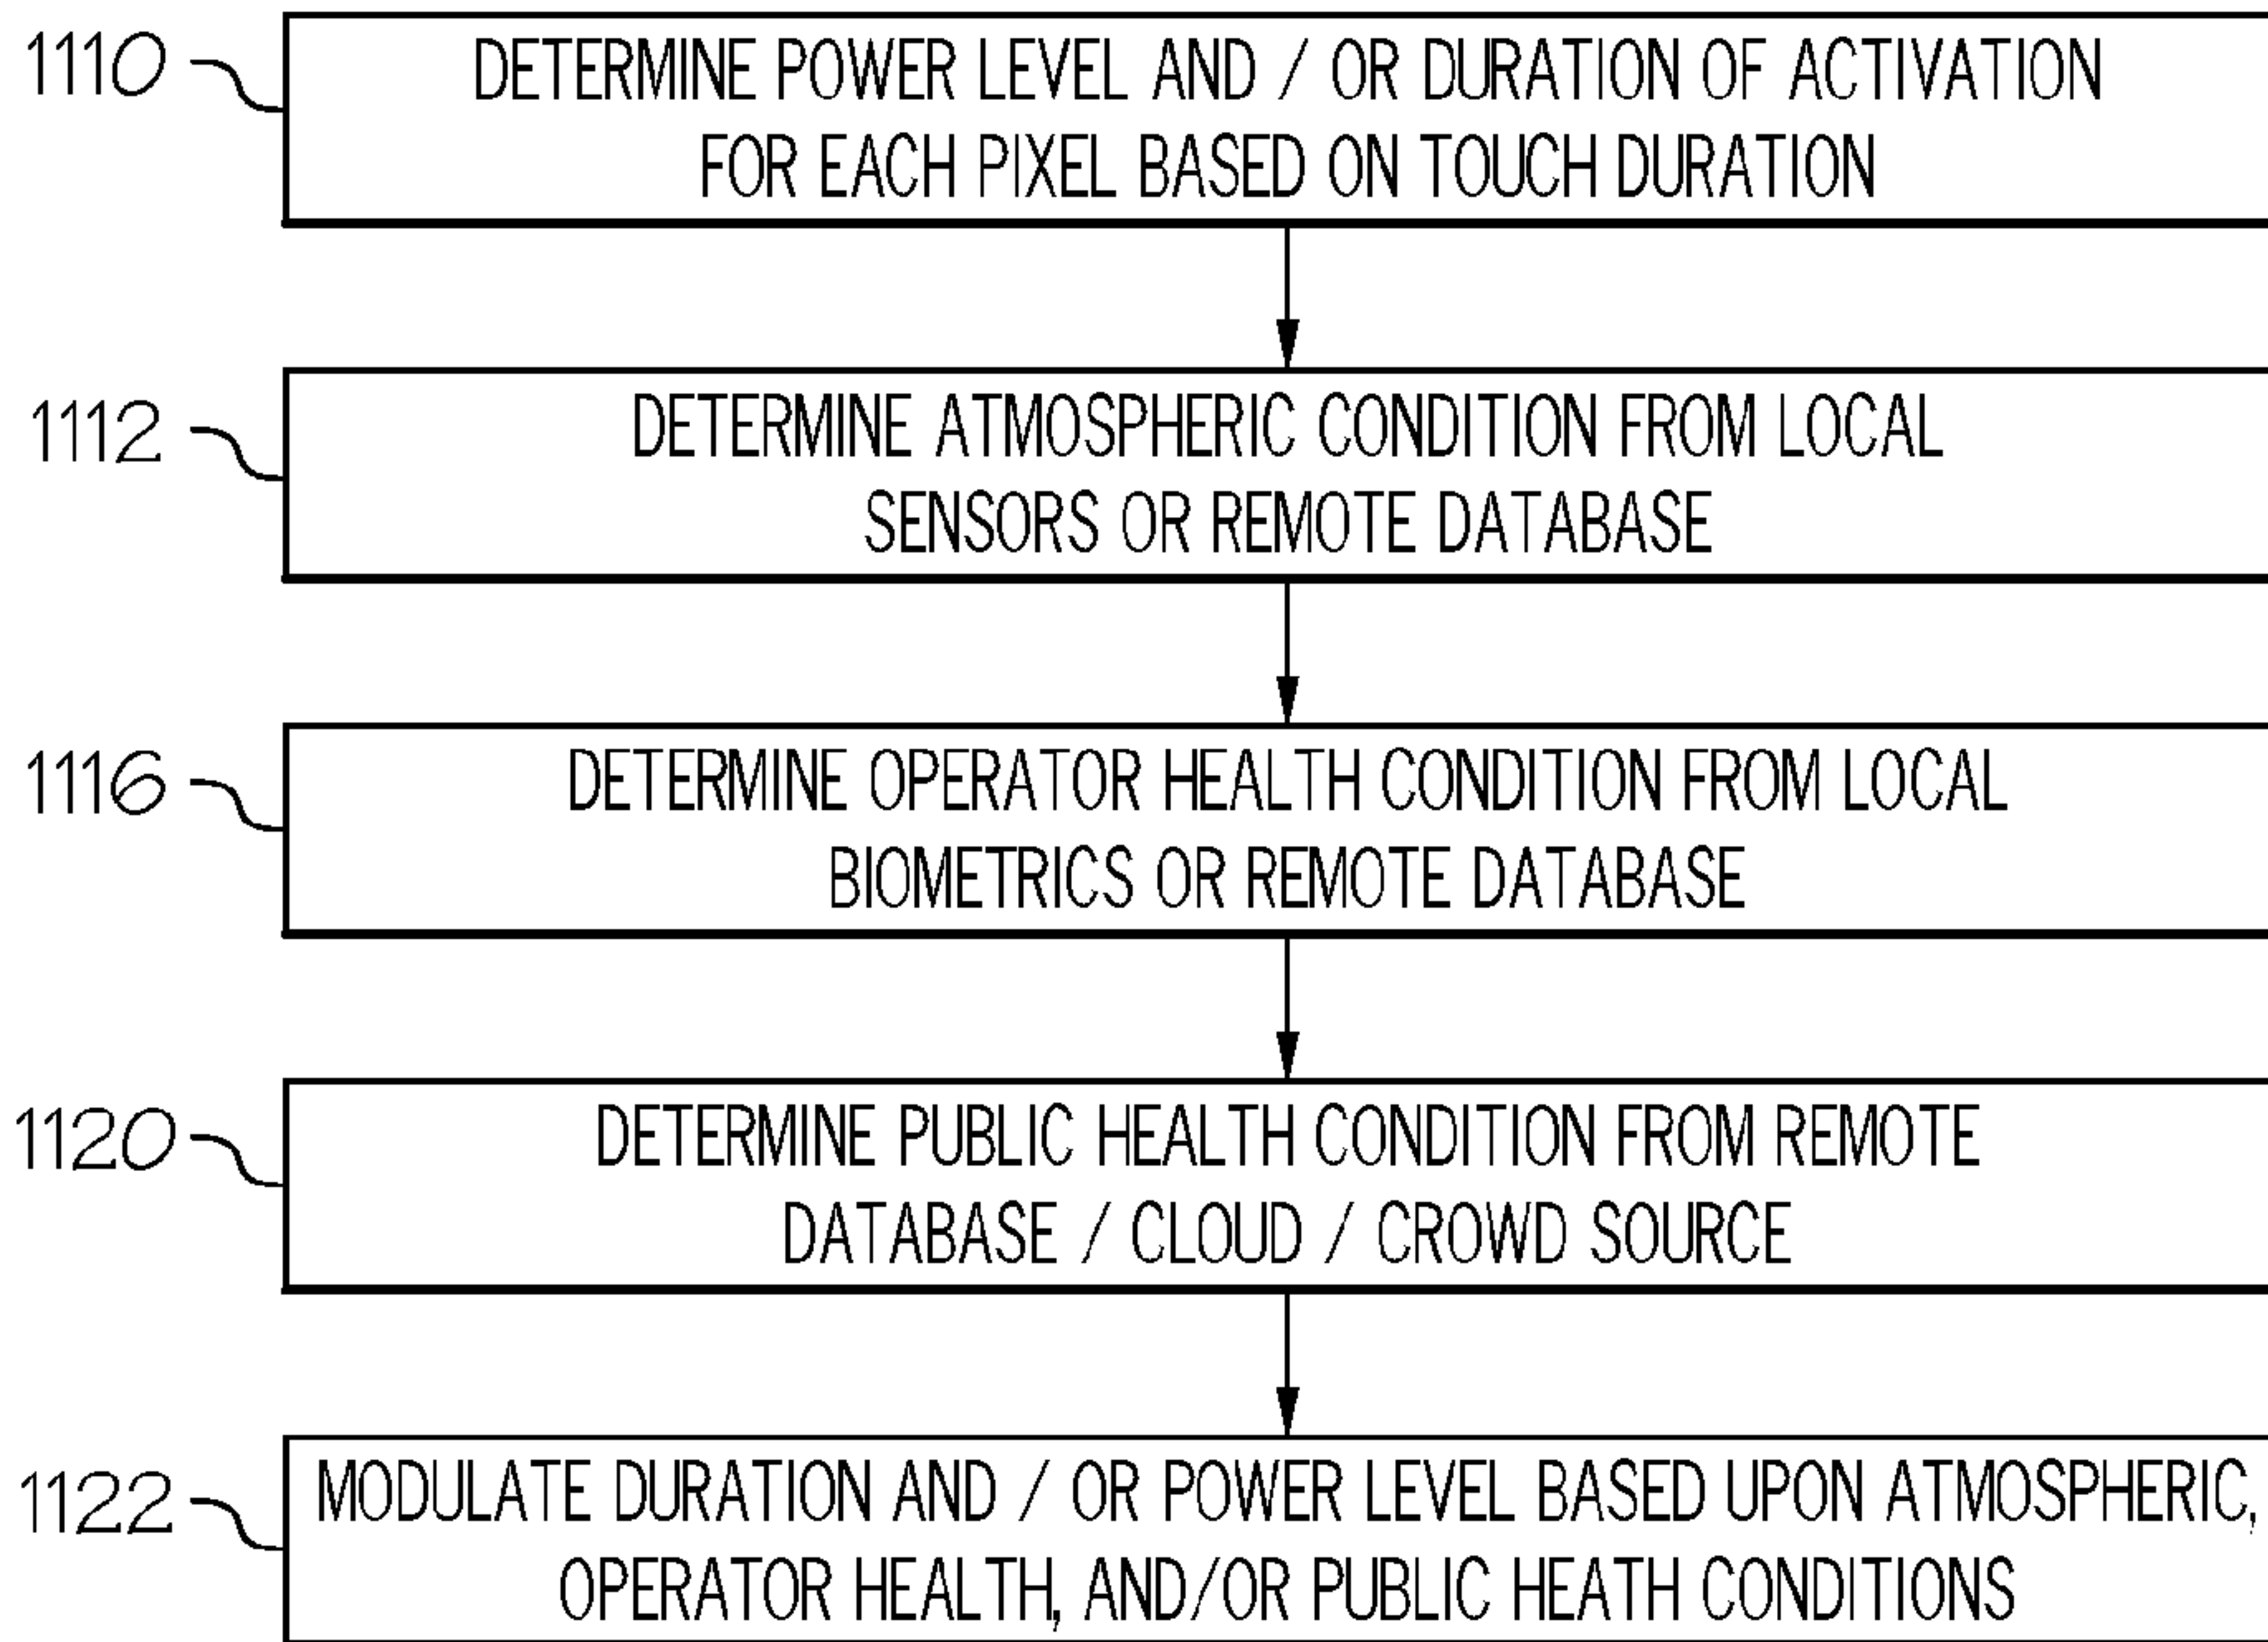 1110
DETERMINE POWER LEVEL AND / OR DURATION OF ACTIVATION
FOR EACH PIXEL BASED ON TOUCH DURATION
1112
DETERMINE ATMOSPHERIC CONDITION FROM LOCAL
SENSORS OR REMOTE DATABASE
1116
DETERMINE OPERATOR HEALTH CONDITION FROM LOCAL
BIOMETRICS OR REMOTE DATABASE
1120
DETERMINE PUBLIC HEALTH CONDITION FROM REMOTE
DATABASE / CLOUD / CROWD SOURCE
1122
MODULATE DURATION AND / OR POWER LEVEL BASED UPON ATMOSPHERIC,
OPERATOR HEALTH, AND/OR PUBLIC HEATH CONDITIONS